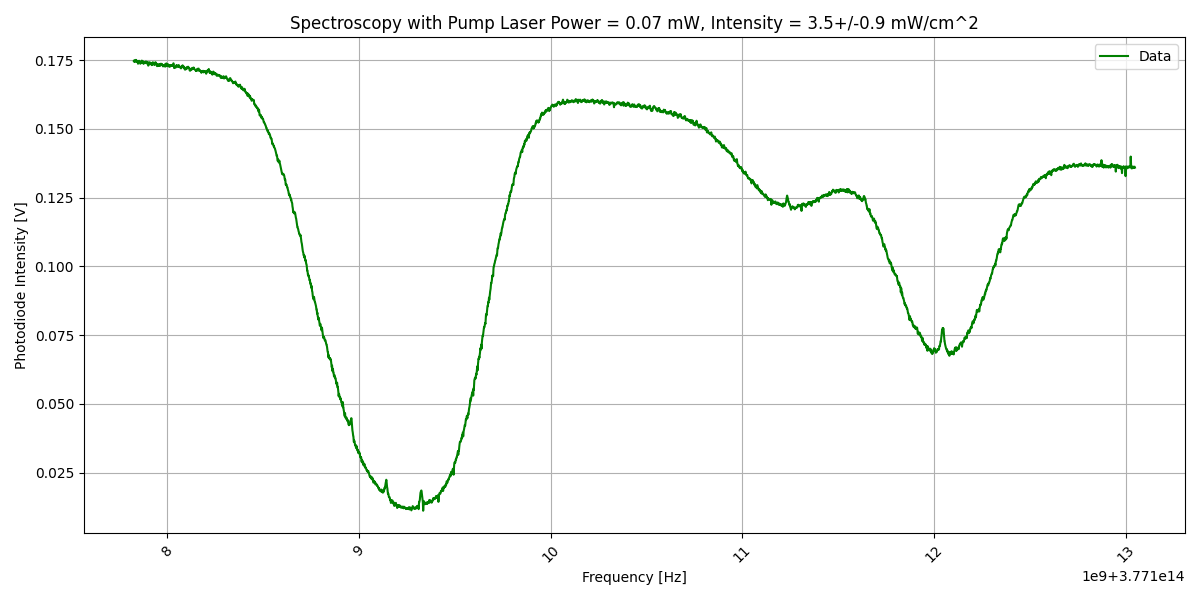 Spectroscopy with Pump Laser Power = 0.07 mW, Intensity = 3.5+/-0.9 mW/cm^2
Data
Photodiode Intensity [V]
0.175
0.150
0.125
0.100
0.075
0.050
0.025
8
9
10
11
12
13
Frequency [Hz]
1e9+3.771e14